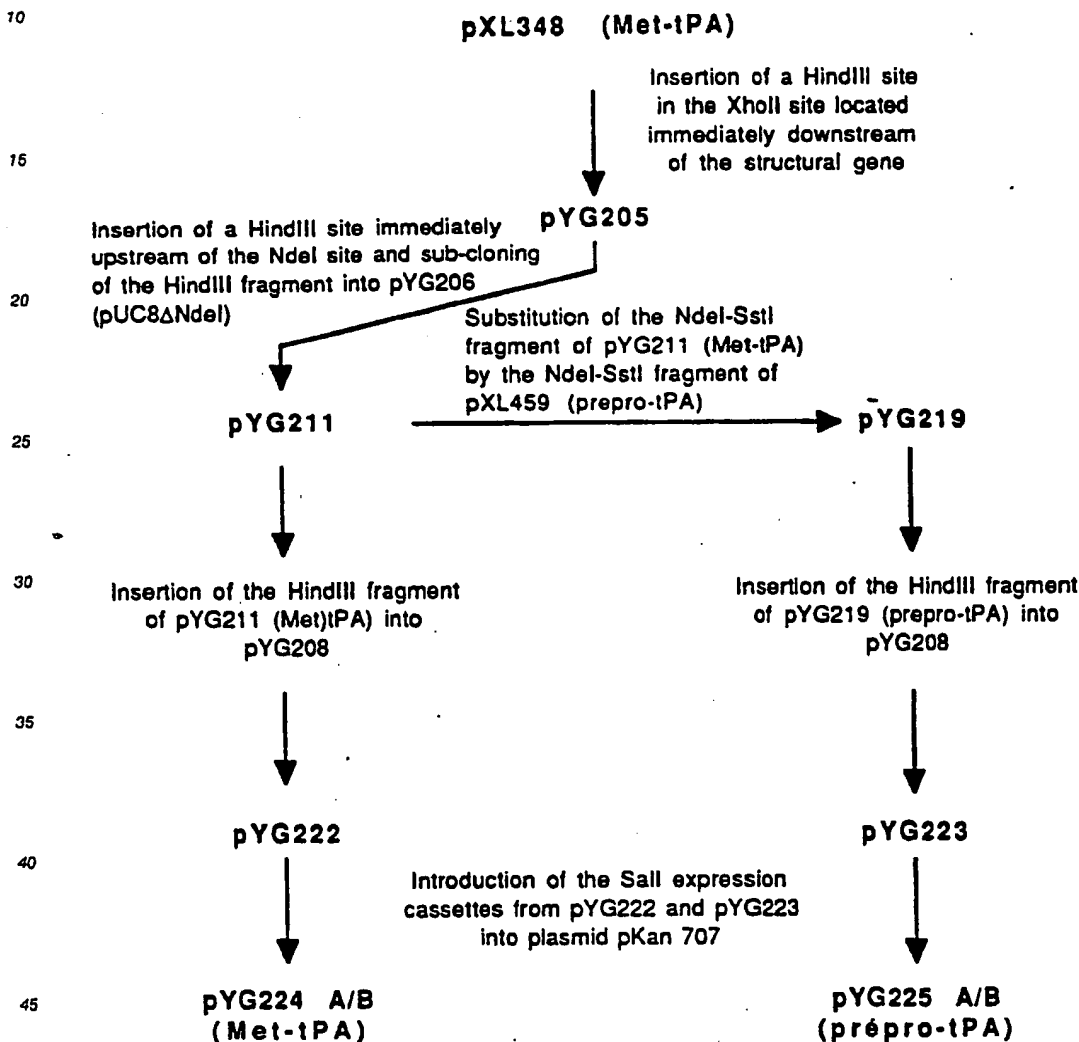 10
pXL348 (Met-tPA)
Insertion of a HindIII site
in the XhoII site located
immediately downstream
of the structural gene
15
pYG205
Insertion of a HindIII site immediately
upstream of the NdeI site and sub-cloning
of the HindIII fragment into pYG206
(pUC8ΔNdeI)
20
Substitution of the NdeI-SstI
fragment of pYG211 (Met-tPA)
by the NdeI-SstI fragment of
pXL459 (prepro-tPA)
pYG211
pYG219
25
30
Insertion of the HindIII fragment
of pYG211 (Met)tPA) into
pYG208
Insertion of the HindIII fragment
of pYG219 (prepro-tPA) into
pYG208
35
pYG222
pYG223
40
Introduction of the SalI expression
cassettes from pYG222 and pYG223
into plasmid pKan 707
45
pYG224 A/B
(Met-tPA)
pYG225 A/B
(prépro-tPA)